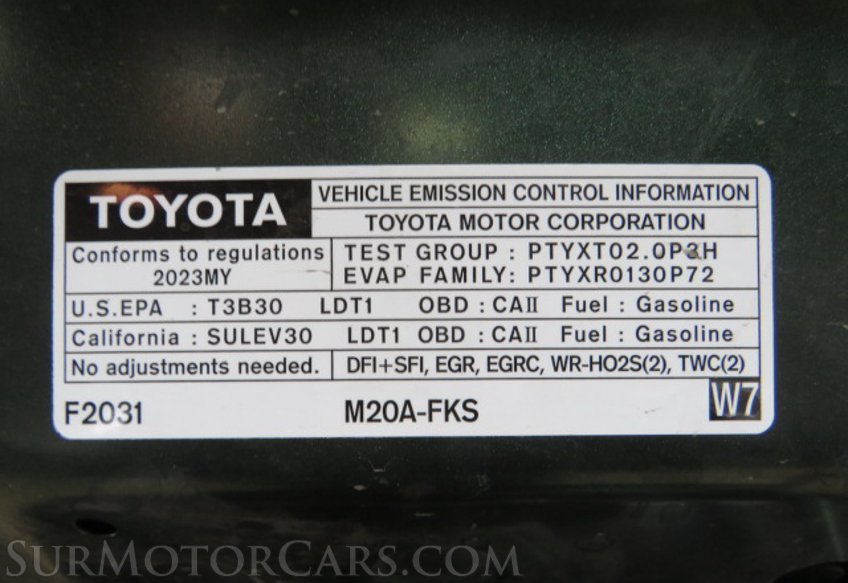 TOYOTA
VEHICLE EMISSION CONTROL INFORMATION
TOYOTA MOTOR CORPORATION
Conforms to regulations
2023MY
TEST GROUP : PTYXT02.0P3H
EVAP FAMILY: PTYXR0130P72
U.S.EPA : T3B30 LDT1 OBD : CAII Fuel : Gasoline
California : SULEV30 LDT1 OBD : CAII Fuel : Gasoline
No adjustments needed. DFI+SFI, EGR, EGRC, WR-HO2S(2), TWC(2)
F2031 M20A-FKS W7
SURMOTORCARS.COM